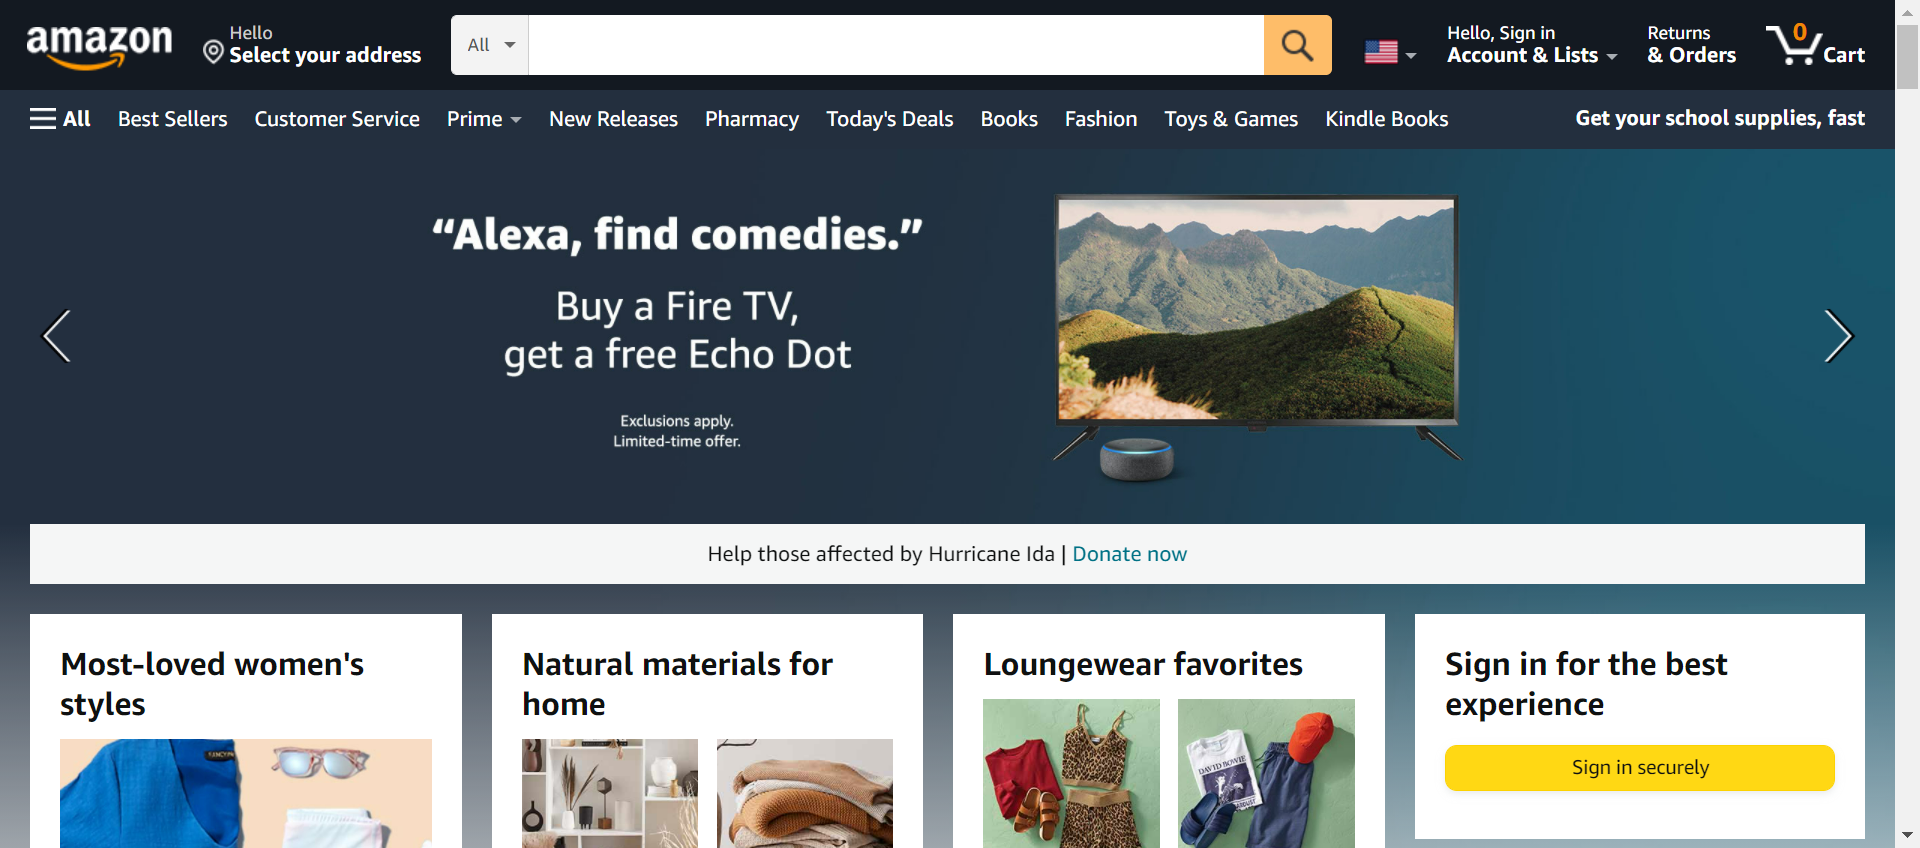 amazon
Hello
Select your address
All
Hello, Sign in
Account & Lists
Returns
& Orders
0
Cart
All
Best Sellers
Customer Service
Prime
New Releases
Pharmacy
Today's Deals
Books
Fashion
Toys & Games
Kindle Books
Get your school supplies, fast
“Alexa, find comedies.”
Buy a Fire TV,
get a free Echo Dot
Exclusions apply.
Limited-time offer.
Help those affected by Hurricane Ida | Donate now
Most-loved women's
styles
Natural materials for
home
Loungewear favorites
DAVID BOWIE
Sign in for the best
experience
Sign in securely